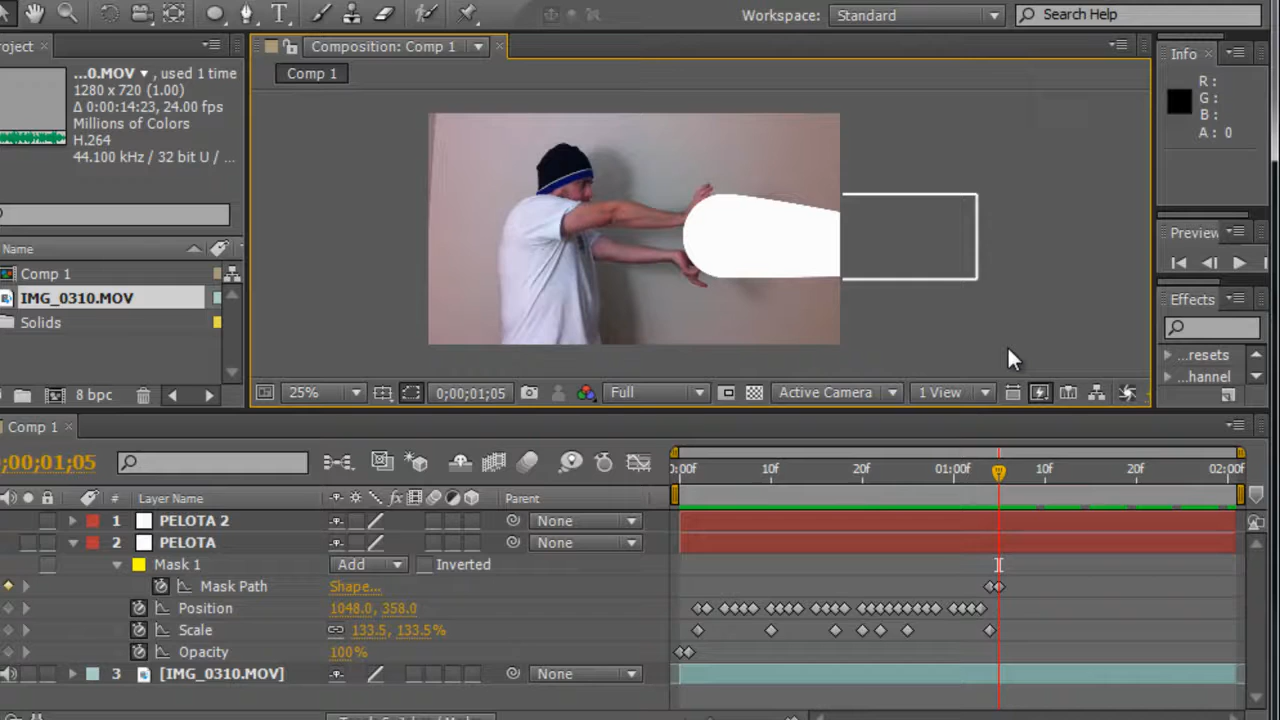 Workspace: Standard Search Help
roject
Composition: Comp 1
Info
...0.MOV , used 1 time
1280 x 720 (1.00)
Δ 0:00:14:23, 24.00 fps
Millions of Colors
H.264
44.100 kHz / 32 bit U / ...
Comp 1
R :
G :
B :
A : 0
Preview
Name
Comp 1
IMG_0310.MOV
Solids
Effects
...resets
...hannel
8 bpc
25% 0;00;01;05 Full Active Camera 1 View
Comp 1
;00;01;05
:00f 10f 20f 01:00f 10f 20f 02:00f
# Layer Name fx Parent
1 PELOTA 2 None
2 PELOTA None
Mask 1 Add Inverted
Mask Path Shape...
Position 1048.0, 358.0
Scale 133.5, 133.5%
Opacity 100%
3 [IMG_0310.MOV] None